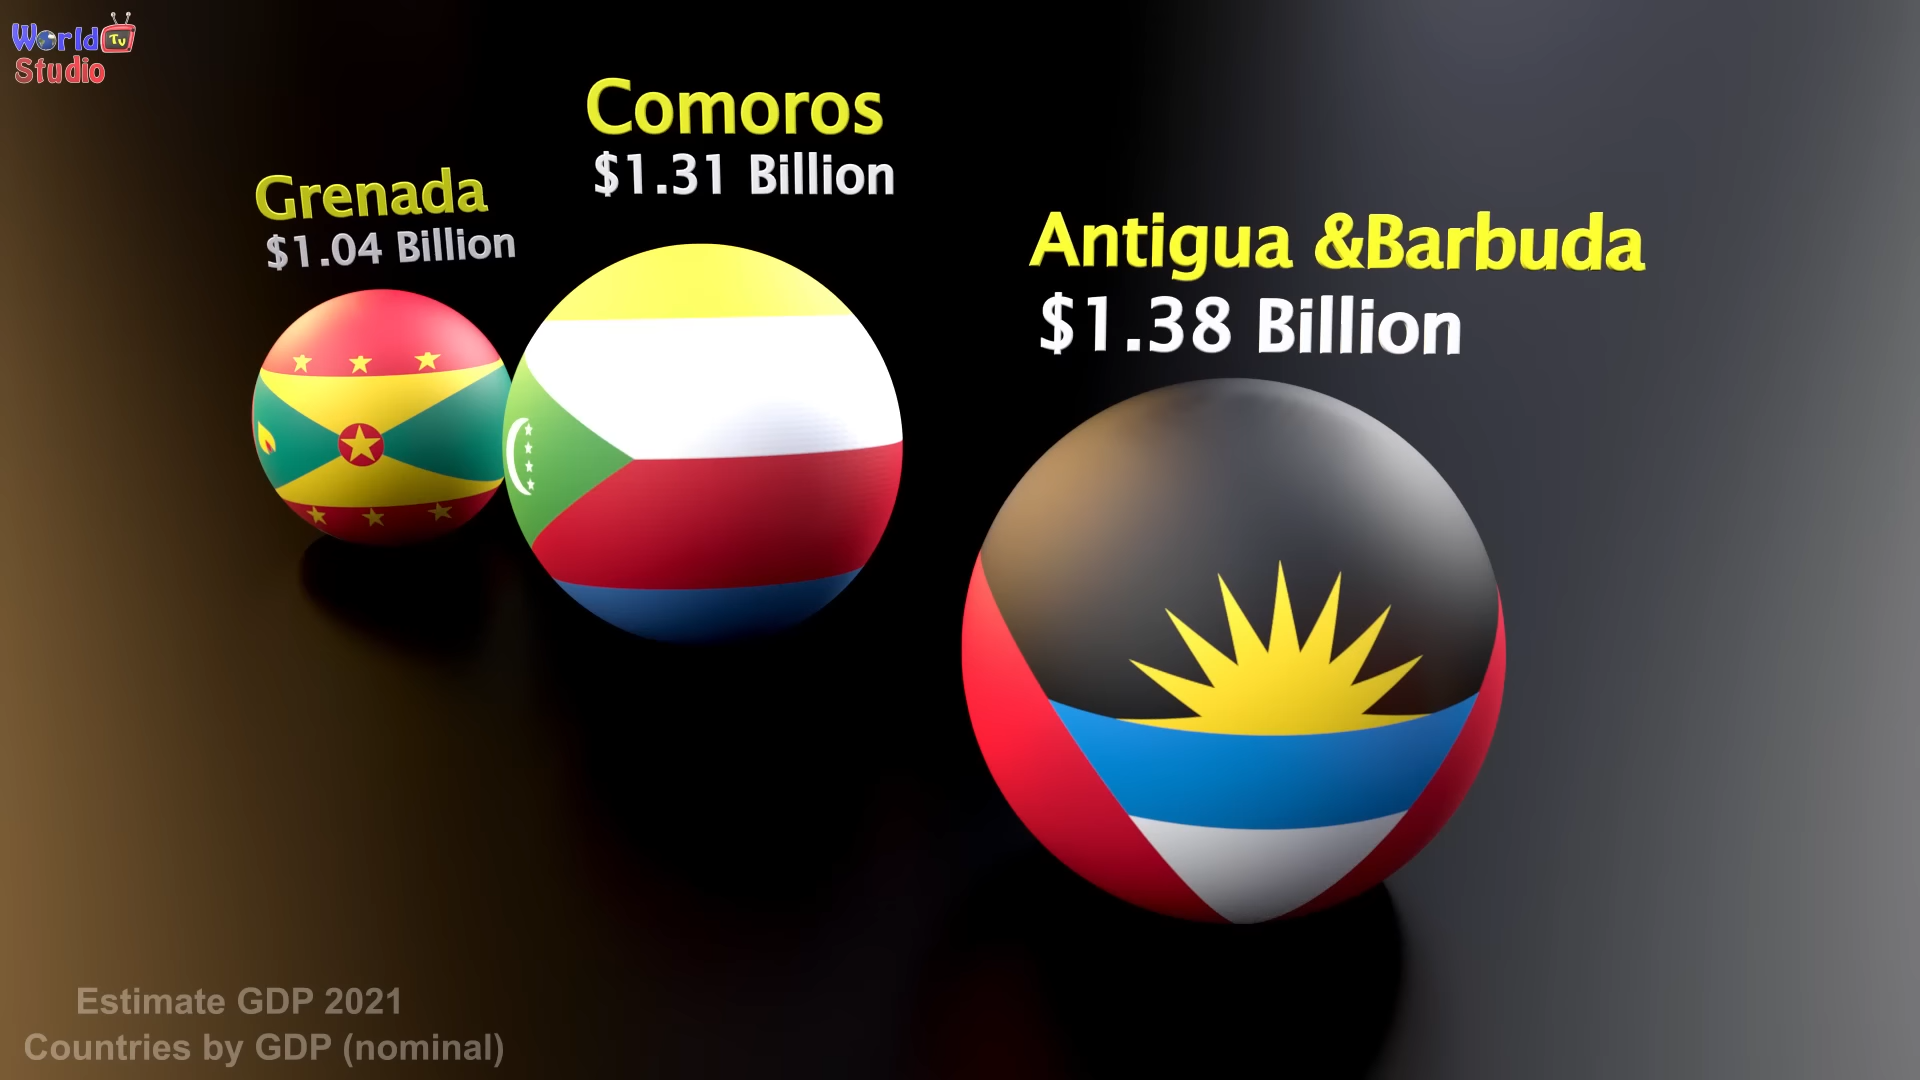 World Tv
Studio
Comoros
$1.31 Billion
Grenada
$1.04 Billion
Antigua &Barbuda
$1.38 Billion
Estimate GDP 2021
Countries by GDP (nominal)